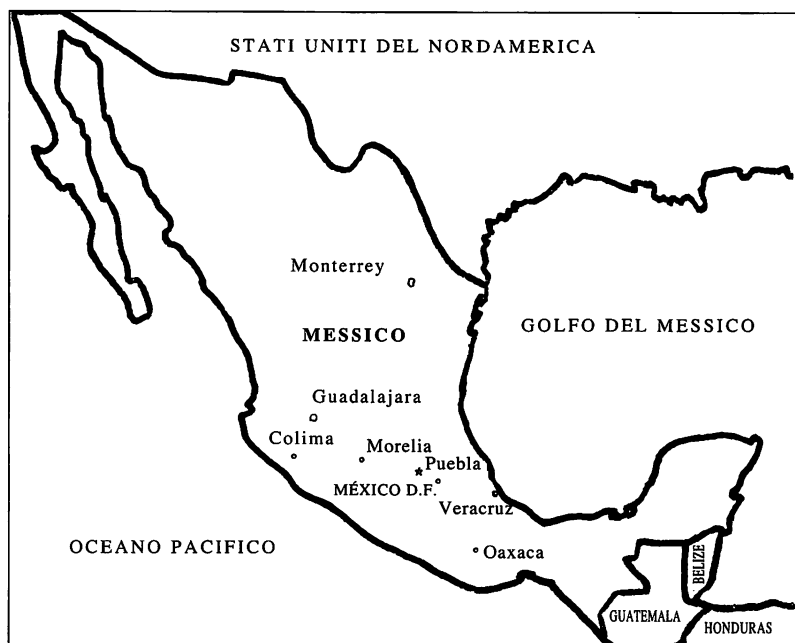 STATI UNITI DEL NORDAMERICA
Monterrey
MESSICO
GOLFO DEL MESSICO
Guadalajara
Colima
Morelia
Puebla
MÉXICO D.F.
Veracruz
OCEANO PACIFICO
Oaxaca
BELIZE
GUATEMALA
HONDURAS